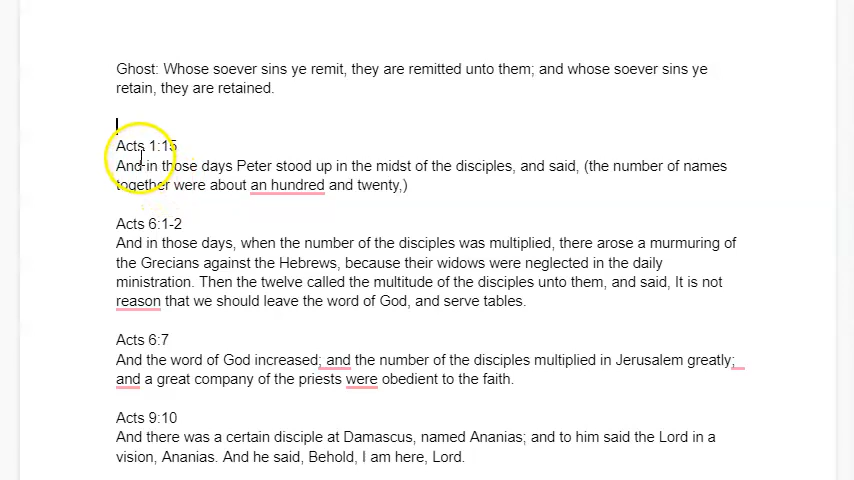 Ghost: Whose soever sins ye remit, they are remitted unto them; and whose soever sins ye
retain, they are retained.
Acts 1:15
And in those days Peter stood up in the midst of the disciples, and said, (the number of names
together were about an hundred and twenty,)
Acts 6:1-2
And in those days, when the number of the disciples was multiplied, there arose a murmuring of
the Grecians against the Hebrews, because their widows were neglected in the daily
ministration. Then the twelve called the multitude of the disciples unto them, and said, It is not
reason that we should leave the word of God, and serve tables.
Acts 6:7
And the word of God increased; and the number of the disciples multiplied in Jerusalem greatly;
and a great company of the priests were obedient to the faith.
Acts 9:10
And there was a certain disciple at Damascus, named Ananias; and to him said the Lord in a
vision, Ananias. And he said, Behold, I am here, Lord.